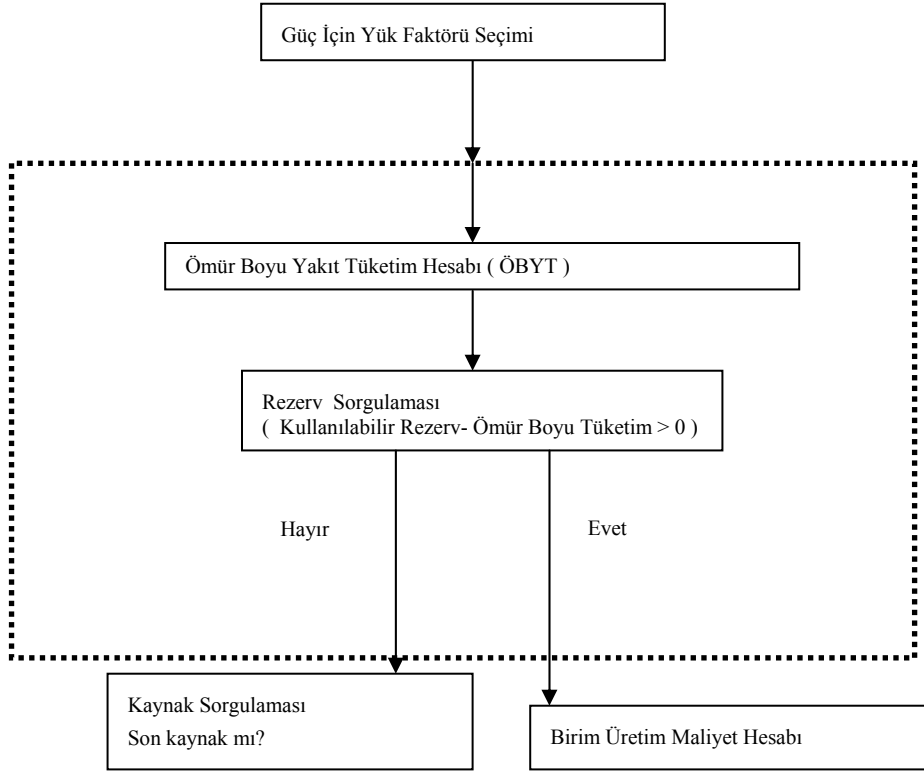 Güç İçin Yük Faktörü Seçimi
Ömür Boyu Yakıt Tüketim Hesabı ( ÖBYT )
Rezerv Sorgulaması
( Kullanılabilir Rezerv- Ömür Boyu Tüketim > 0 )
Hayır
Evet
Kaynak Sorgulaması
Son kaynak mı?
Birim Üretim Maliyet Hesabı